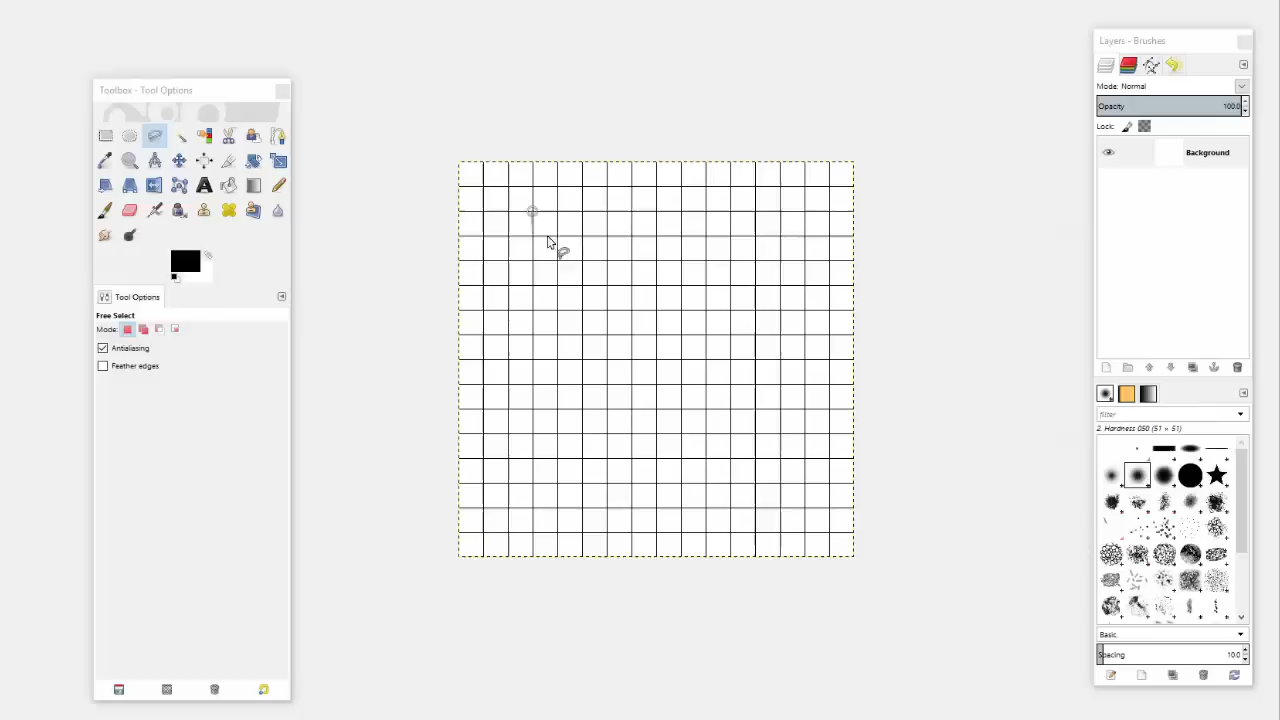 Toolbox - Tool Options
Tool Options
Free Select
Mode:
Antialiasing
Feather edges
Layers - Brushes
Mode: Normal
Opacity 100.0
Lock:
Background
filter
2. Hardness 050 (51 × 51)
Basic,
Spacing 10.0